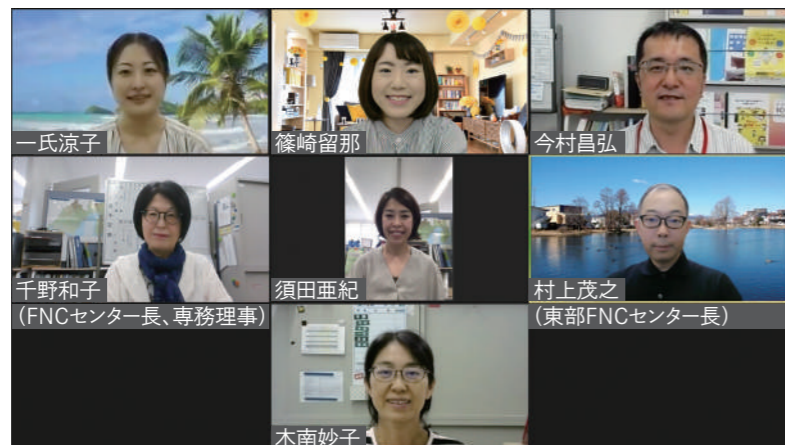 一氏涼子
篠崎留那
今村昌弘
千野和子
須田亜紀
村上茂之
(FNCセンター長、専務理事)
(東部FNCセンター長)
木南妙子